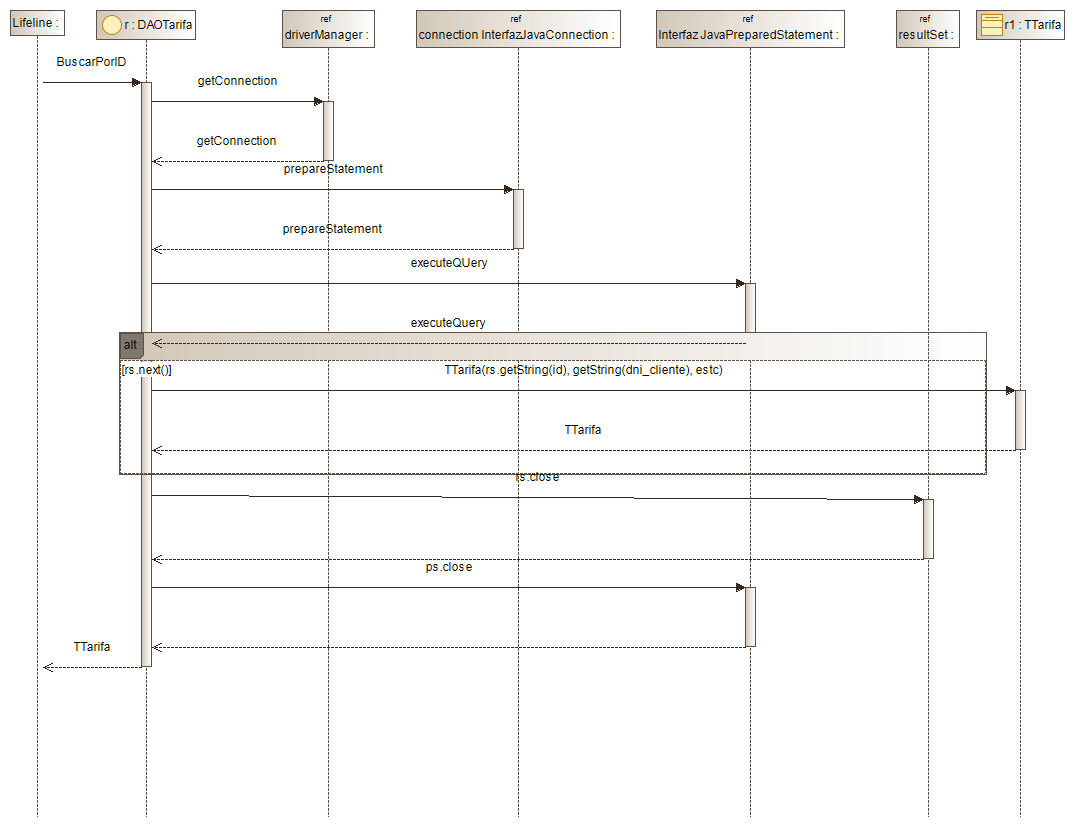 Lifeline :
r : DAOTarifa
ref
driverManager :
ref
connection InterfazJavaConnection :
ref
InterfazJavaPreparedStatement :
ref
resultSet :
r1 : TTarifa
BuscarPorID
getConnection
getConnection
prepareStatement
prepareStatement
executeQUery
executeQuery
alt
[rs.next()]
TTarifa(rs.getString(id), getString(dni_cliente), estc)
TTarifa
rs.close
ps.close
TTarifa